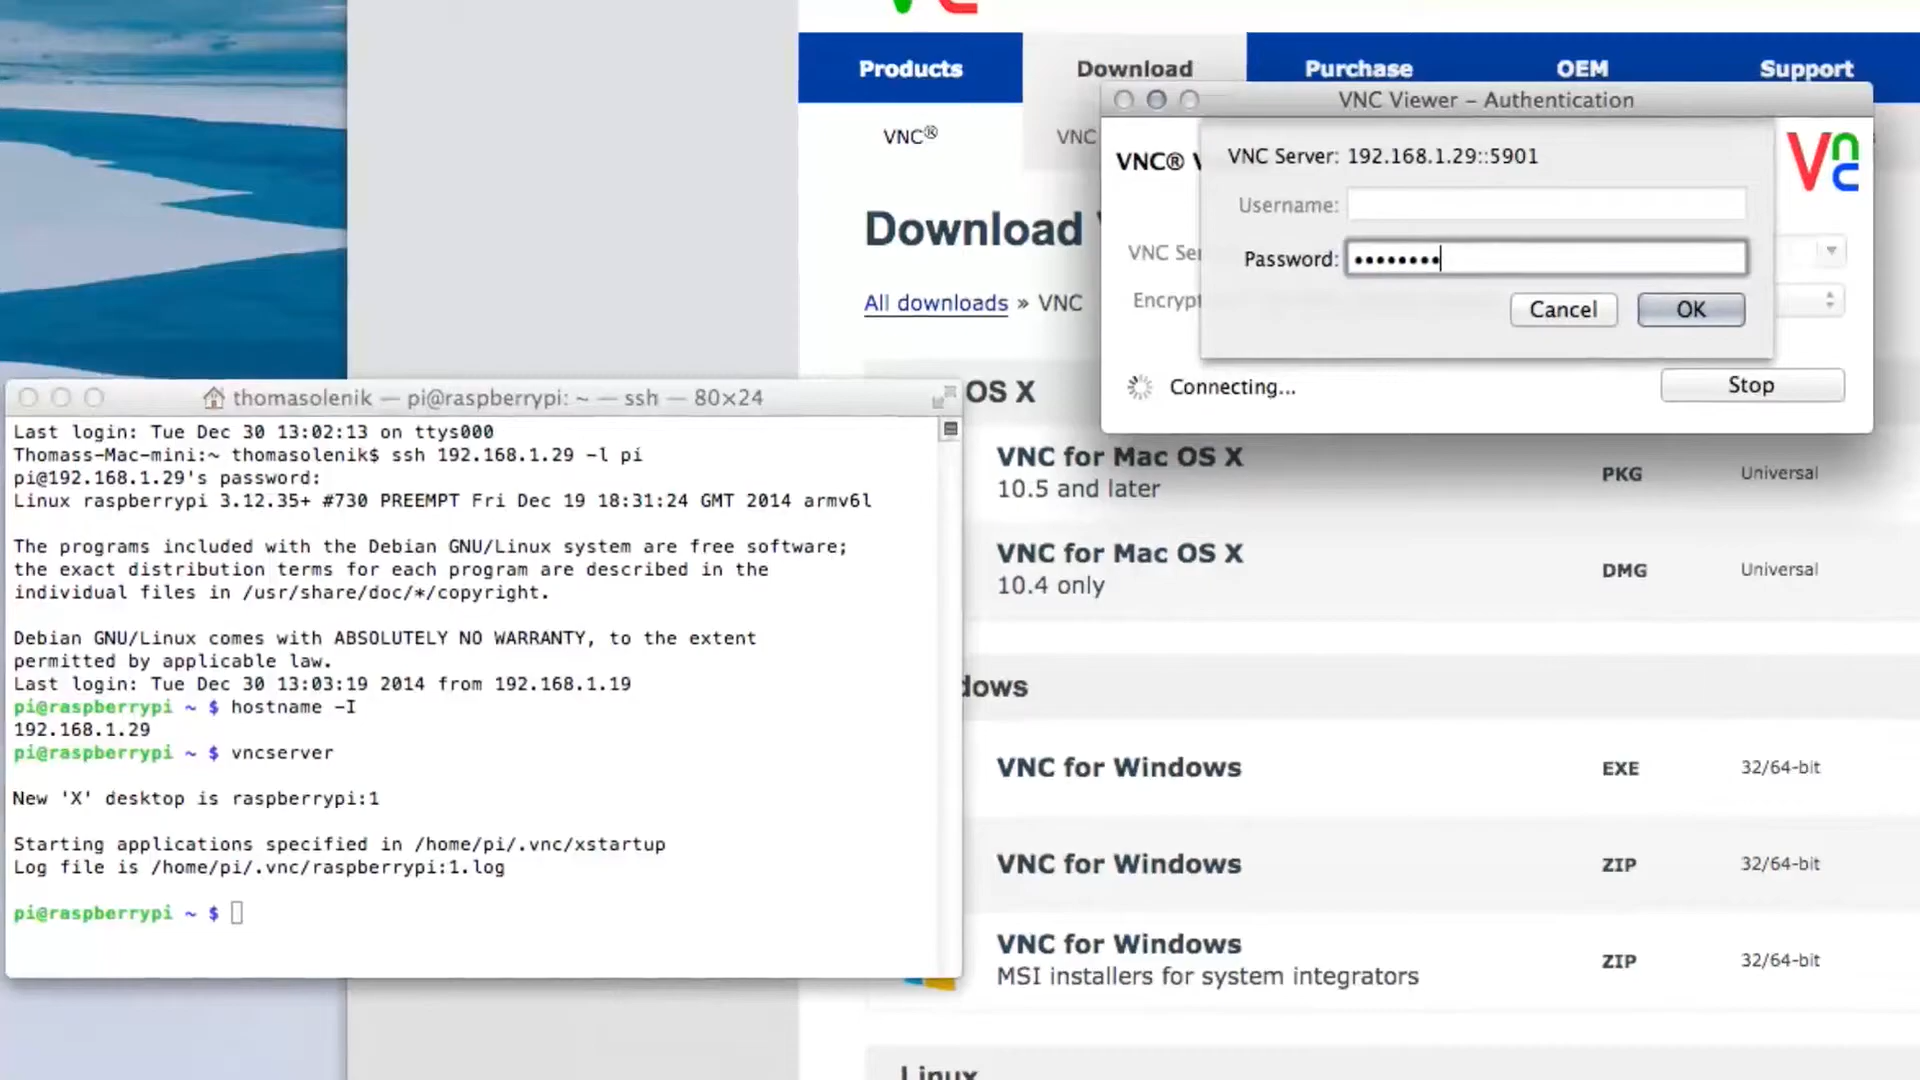 Products
Download
Purchase
OEM
Support
VNC®
VNC
Download
All downloads » VNC
OS X
VNC for Mac OS X
10.5 and later
PKG
Universal
VNC for Mac OS X
10.4 only
DMG
Universal
dows
VNC for Windows
EXE
32/64-bit
VNC for Windows
ZIP
32/64-bit
VNC for Windows
MSI installers for system integrators
ZIP
32/64-bit
Linux
VNC Viewer – Authentication
VNC® V
VNC Server: 192.168.1.29::5901
Username:
Password: ••••••••
Cancel
OK
VNC Ser
Encrypt
Connecting...
Stop
thomasolenik — pi@raspberrypi: ~ — ssh — 80×24
Last login: Tue Dec 30 13:02:13 on ttys000
Thomass-Mac-mini:~ thomasolenik$ ssh 192.168.1.29 -l pi
pi@192.168.1.29's password:
Linux raspberrypi 3.12.35+ #730 PREEMPT Fri Dec 19 18:31:24 GMT 2014 armv6l
The programs included with the Debian GNU/Linux system are free software;
the exact distribution terms for each program are described in the
individual files in /usr/share/doc/*/copyright.
Debian GNU/Linux comes with ABSOLUTELY NO WARRANTY, to the extent
permitted by applicable law.
Last login: Tue Dec 30 13:03:19 2014 from 192.168.1.19
pi@raspberrypi ~ $ hostname -I
192.168.1.29
pi@raspberrypi ~ $ vncserver
New 'X' desktop is raspberrypi:1
Starting applications specified in /home/pi/.vnc/xstartup
Log file is /home/pi/.vnc/raspberrypi:1.log
pi@raspberrypi ~ $